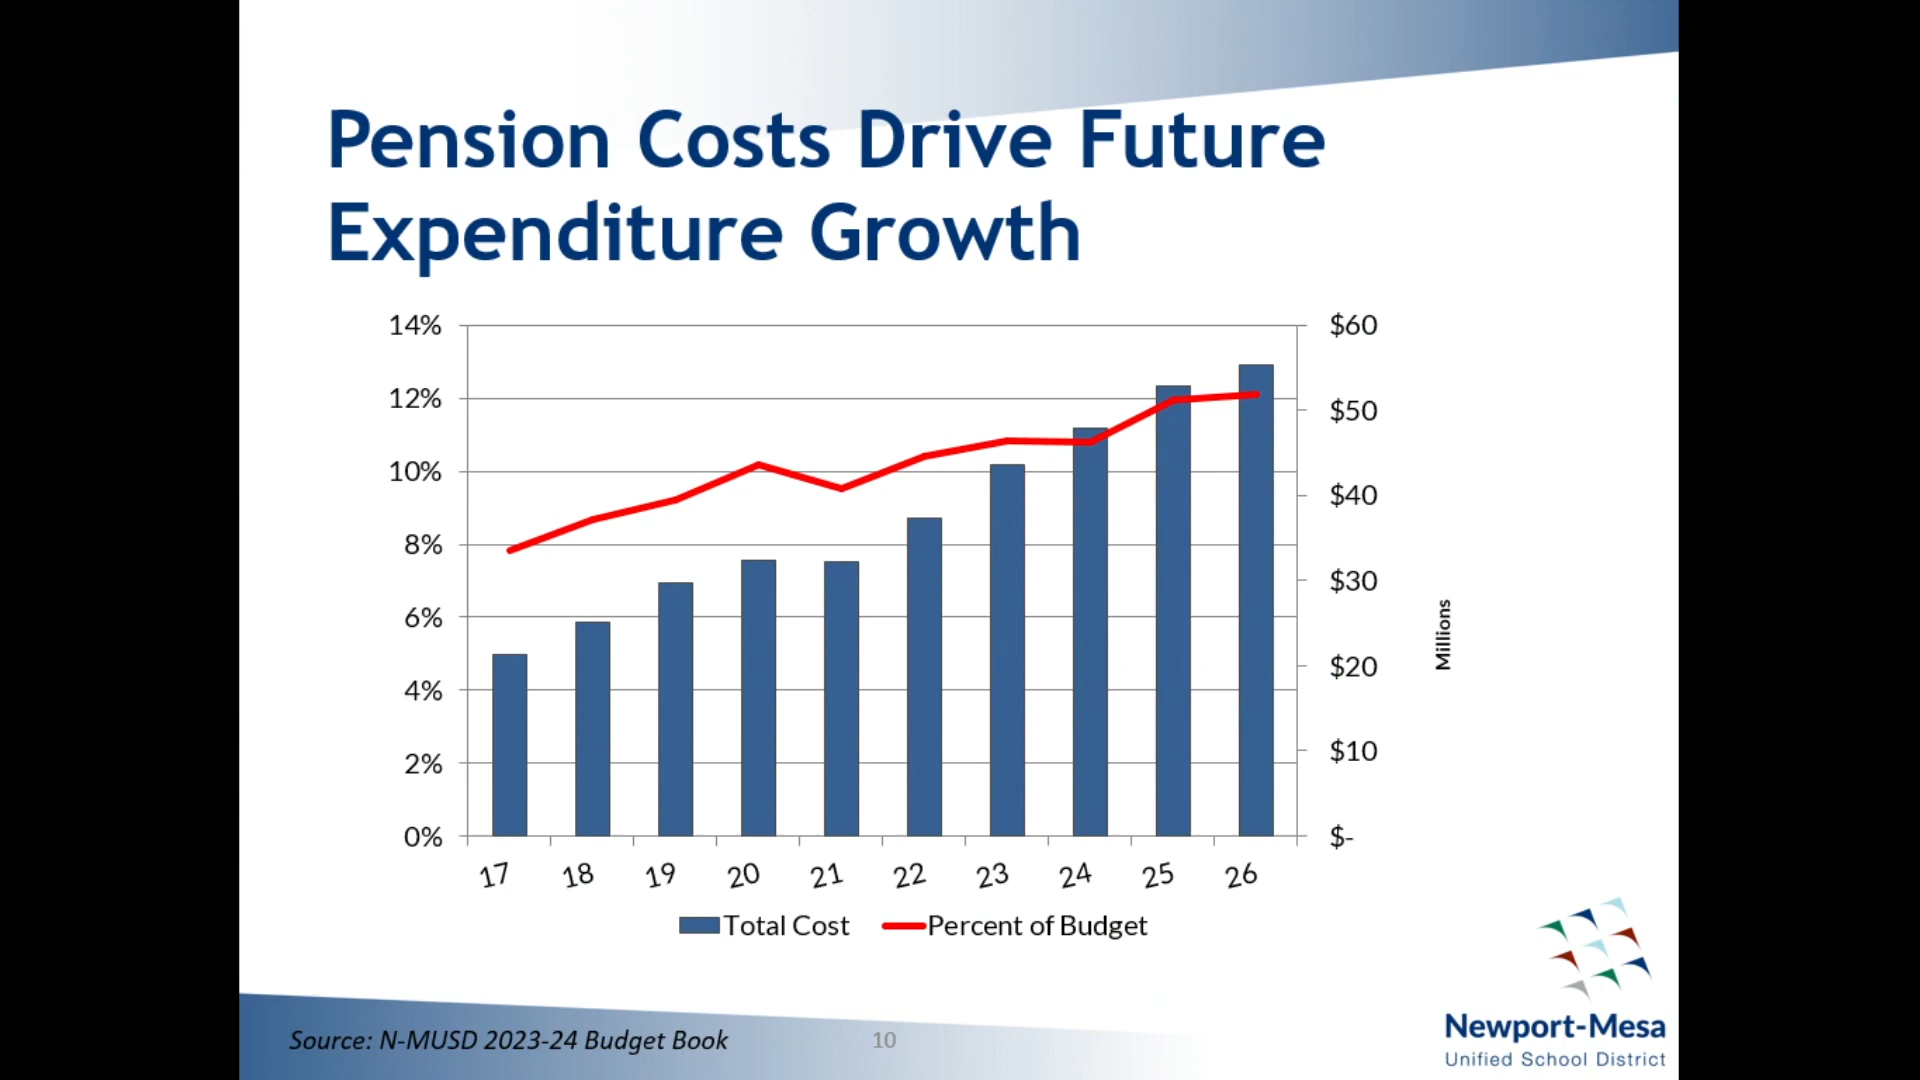 Pension Costs Drive Future
Expenditure Growth
14%
12%
10%
8%
6%
4%
2%
0%
$60
$50
$40
$30
$20
$10
$-
Millions
17 18 19 20 21 22 23 24 25 26
Total Cost Percent of Budget
Source: N-MUSD 2023-24 Budget Book
10
Newport-Mesa
Unified School District